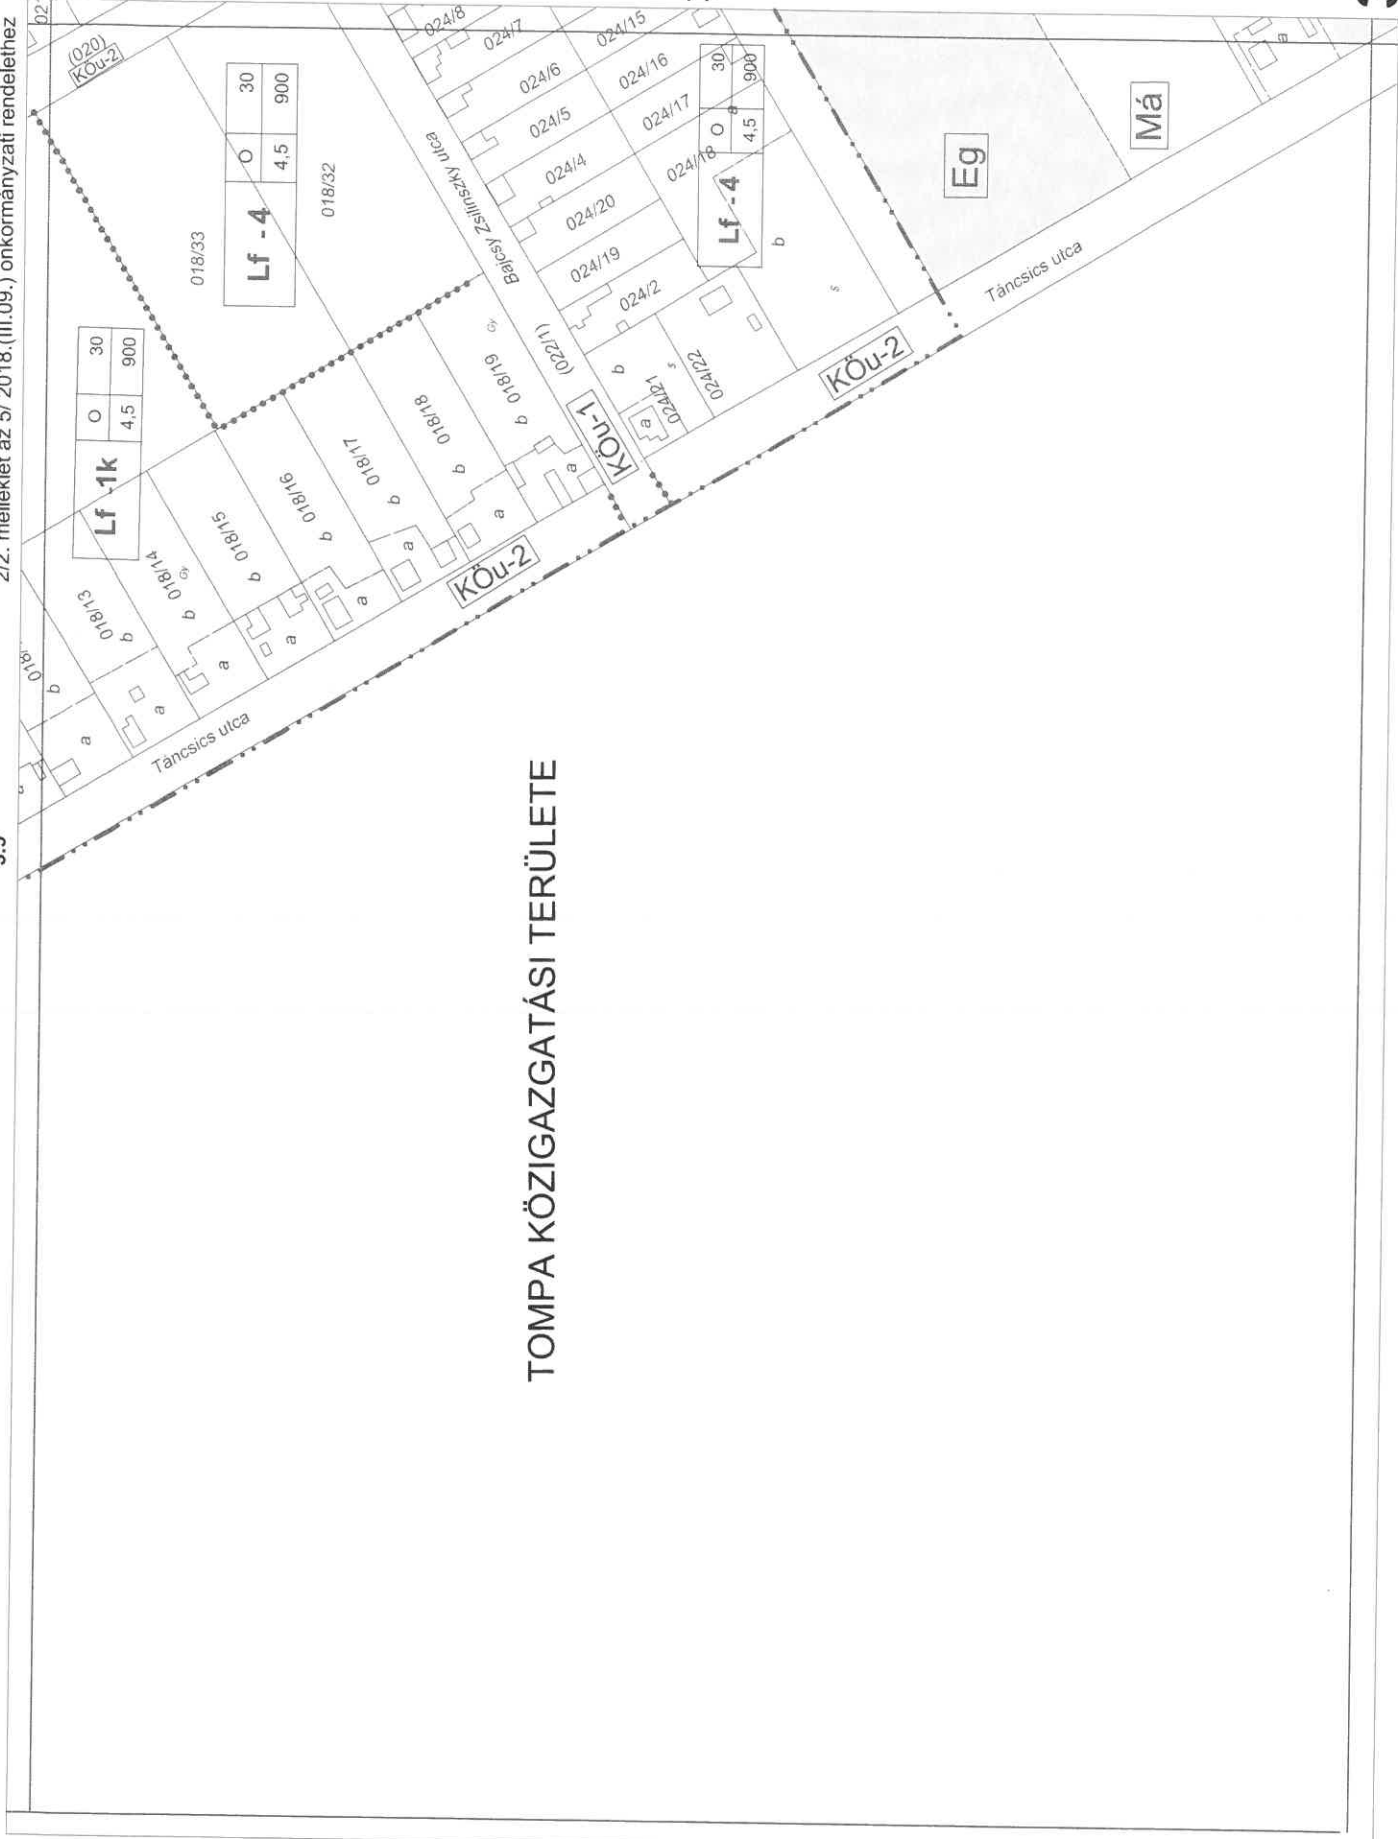 2/2. melléklet az 5/ 2018.(III.09.) önkormányzati rendelethez
TOMPA KÖZIGAZGATÁSI TERÜLETE
Táncsics utca
a
b
018/13
b
a
018/14
b
Gy
a
018/15
b
a
018/16
b
a
018/17
b
a
018/18
b
a
018/19
b
Gy
a
Lf -1k
O
30
4,5
900
KÖu-2
KÖu-1
(022/1)
Bajcsy Zsilinszky utca
018/33
018/32
Lf - 4
O
30
4,5
900
(020)
KÖu-2
024/8
024/7
024/6
024/5
024/4
024/20
024/19
024/2
b
a
024/21
024/22
024/15
024/16
024/17
024/18
Lf - 4
O
30
4,5
900
a
b
KÖu-2
Táncsics utca
Eg
Má
a